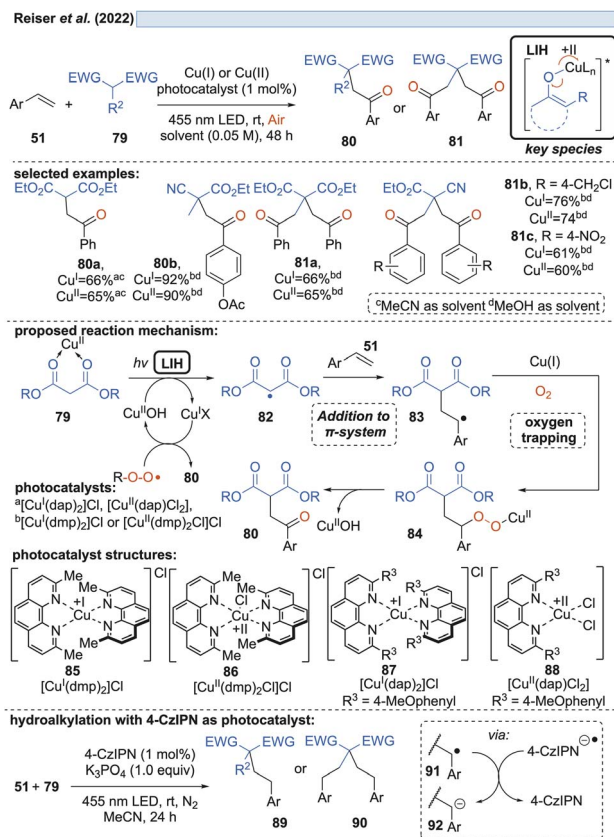 Reiser et al. (2022)
EWG EWG
R²
Ar
51
+
79
Cu(I) or Cu(II)
photocatalyst (1 mol%)
455 nm LED, rt, Air
solvent (0.05 M), 48 h
EWG EWG
R²
O
Ar
80
or
EWG EWG
O O
Ar Ar
81
LIH +II
O CuLn
R
*
key species
selected examples:
EtO₂C CO₂Et
O
Ph
80a,
Cuᴵ=66%ᵃᶜ
Cuᴵᴵ=65%ᵃᶜ
NC CO₂Et
O
OAc
80b,
Cuᴵ=92%ᵇᵈ
Cuᴵᴵ=90%ᵇᵈ
EtO₂C CO₂Et
O O
Ph Ph
81a,
Cuᴵ=66%ᵇᵈ
Cuᴵᴵ=65%ᵇᵈ
EtO₂C CN
O O
R R
81b, R = 4-CH₂Cl
Cuᴵ=76%ᵇᵈ
Cuᴵᴵ=74ᵇᵈ
81c, R = 4-NO₂
Cuᴵ=61%ᵇᵈ
Cuᴵᴵ=60%ᵇᵈ
ᶜMeCN as solvent ᵈMeOH as solvent
proposed reaction mechanism:
Cuᴵᴵ
O O
RO OR
79
hν LIH
CuᴵᴵOH CuᴵX
R-O-O• 80
O O
RO OR
82
51
Ar
Addition to
π-system
O O
RO OR
Ar
83
Cu(I)
O₂
oxygen
trapping
photocatalysts:
ᵃ[Cu(dap)₂]Cl, [Cuᴵᴵ(dap)Cl₂],
ᵇ[Cuᴵ(dmp)₂]Cl or [Cuᴵᴵ(dmp)₂Cl]Cl
O O
RO OR
O
Ar
80
CuᴵᴵOH
O O
RO OR
O O Cuᴵᴵ
Ar
84
photocatalyst structures:
Me Me
N +I N
Cu
N N
Me Me
Cl
85
[Cuᴵ(dmp)₂]Cl
Me Me
N Cl N
Cu
N +II N
Me Me
Cl
86
[Cuᴵᴵ(dmp)₂Cl]Cl
R³ R³
N +I N
Cu
N N
R³ R³
Cl
87
[Cuᴵ(dap)₂]Cl
R³ = 4-MeOphenyl
R³
N +II Cl
Cu
N Cl
R³
88
[Cuᴵᴵ(dap)Cl₂]
R³ = 4-MeOphenyl
hydroalkylation with 4-CzIPN as photocatalyst:
51 + 79
4-CzIPN (1 mol%)
K₃PO₄ (1.0 equiv)
455 nm LED, rt, N₂
MeCN, 24 h
EWG EWG
R²
Ar
89
or
EWG EWG
Ar Ar
90
via:
91 Ar
4-CzIPN
92 Ar
4-CzIPN